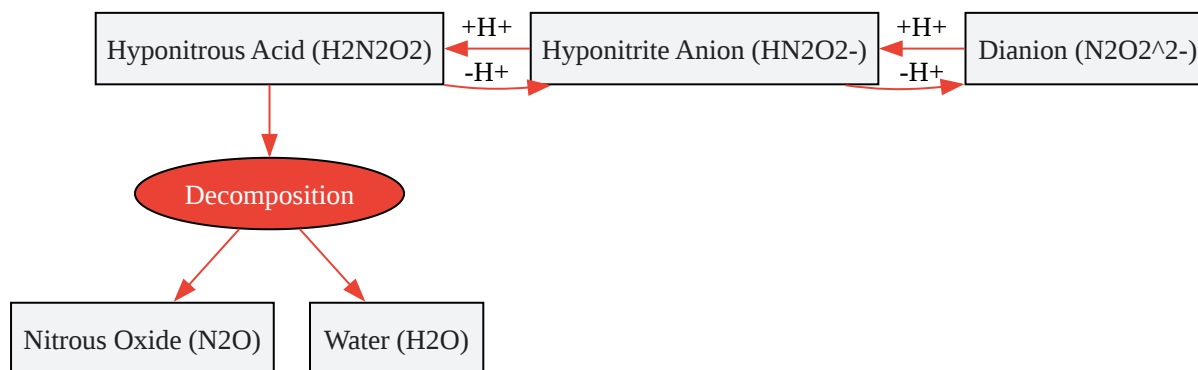 +H+
+H+
Hyponitrous Acid (H2N2O2)
Hyponitrite Anion (HN2O2-)
Dianion (N2O2^2-)
-H+
-H+
Decomposition
Nitrous Oxide (N2O)
Water (H2O)